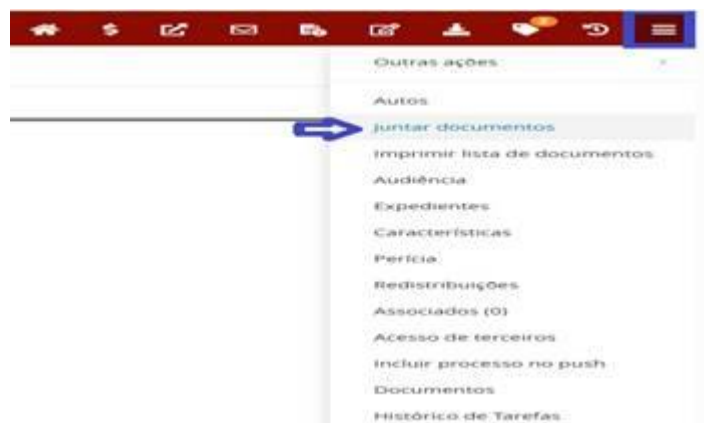 Outras ações
Autos
Juntar documentos
Imprimir lista de documentos
Audiência
Expedientes
Características
Perícia
Redistribuições
Associados (0)
Acesso de terceiros
Incluir processo no push
Documentos
Histórico de Tarefas